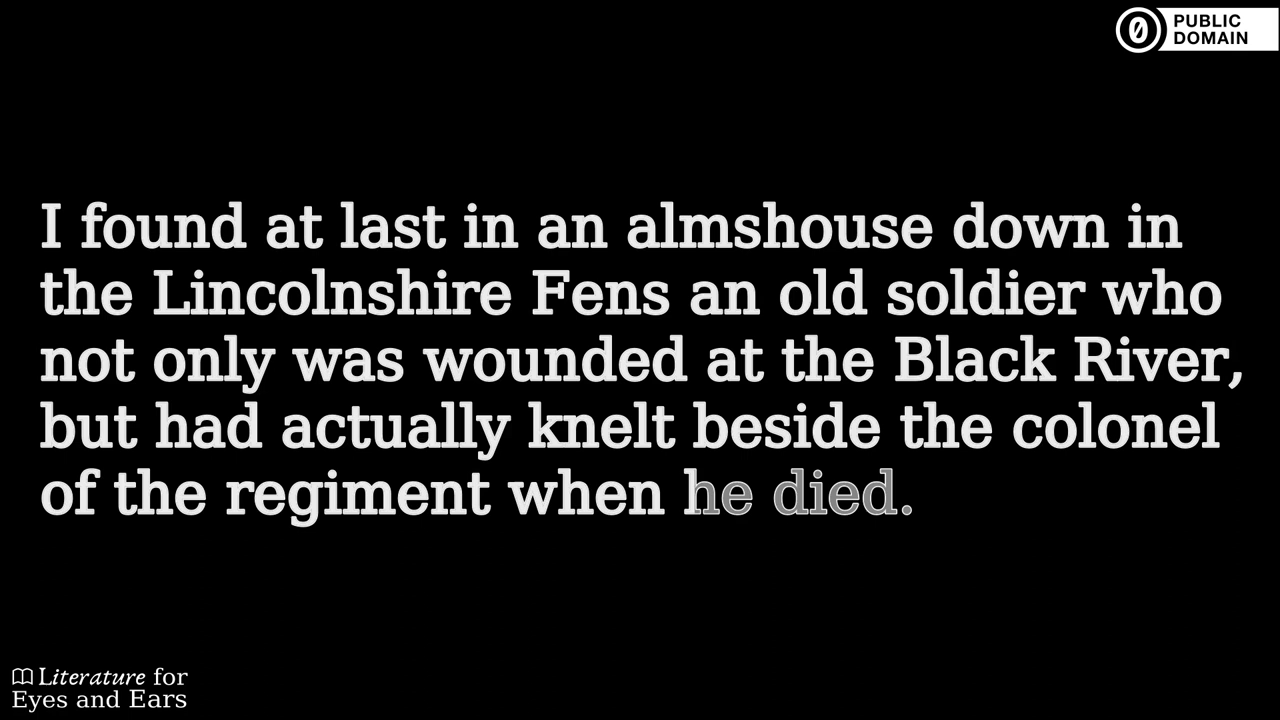 PUBLIC
DOMAIN
I found at last in an almshouse down in
the Lincolnshire Fens an old soldier who
not only was wounded at the Black River,
but had actually knelt beside the colonel
of the regiment when he died.
Literature for
Eyes and Ears